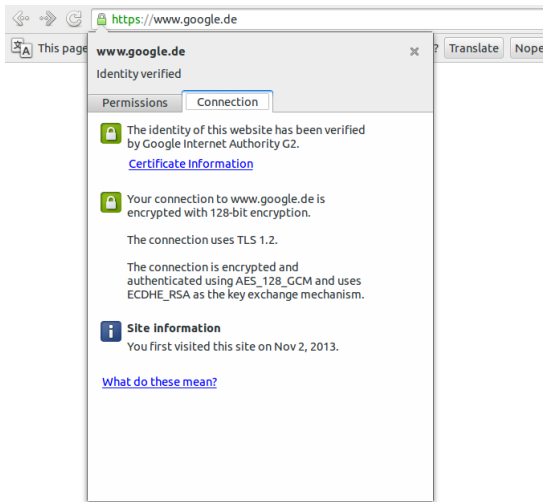 https://www.google.de
This page
? Translate Nope
www.google.de
Identity verified
Permissions Connection
The identity of this website has been verified
by Google Internet Authority G2.
Certificate Information
Your connection to www.google.de is
encrypted with 128-bit encryption.
The connection uses TLS 1.2.
The connection is encrypted and
authenticated using AES_128_GCM and uses
ECDHE_RSA as the key exchange mechanism.
Site information
You first visited this site on Nov 2, 2013.
What do these mean?